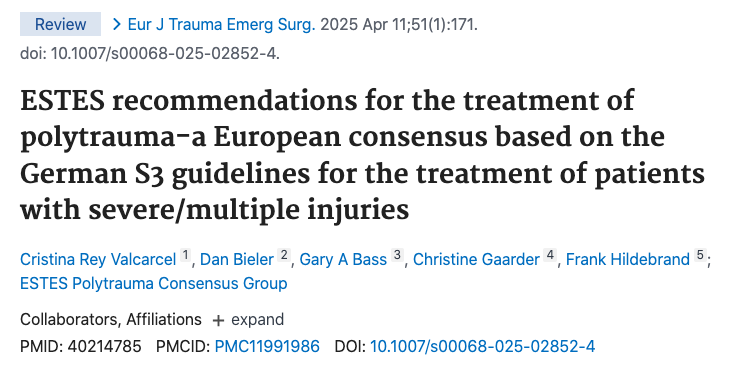 Review > Eur J Trauma Emerg Surg. 2025 Apr 11;51(1):171.
doi: 10.1007/s00068-025-02852-4.
ESTES recommendations for the treatment of
polytrauma-a European consensus based on the
German S3 guidelines for the treatment of patients
with severe/multiple injuries
Cristina Rey Valcarcel 1, Dan Bieler 2, Gary A Bass 3, Christine Gaarder 4, Frank Hildebrand 5;
ESTES Polytrauma Consensus Group
Collaborators, Affiliations + expand
PMID: 40214785 PMCID: PMC11991986 DOI: 10.1007/s00068-025-02852-4